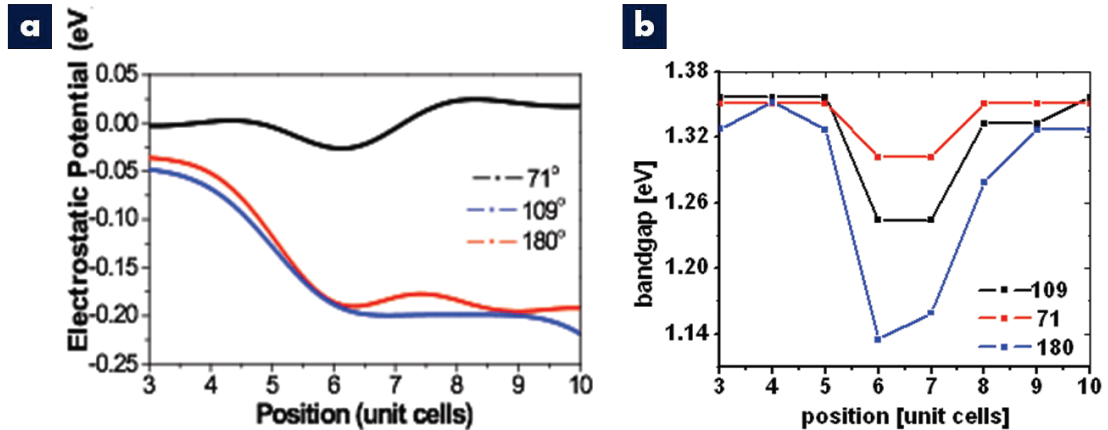 a
Electrostatic Potential (eV
0.05
0.00
-0.05
-0.10
-0.15
-0.20
-0.25
71°
109°
180°
3 4 5 6 7 8 9 10
Position (unit cells)
b
bandgap [eV]
1.38
1.32
1.26
1.20
1.14
109
71
180
3 4 5 6 7 8 9 10
position [unit cells]